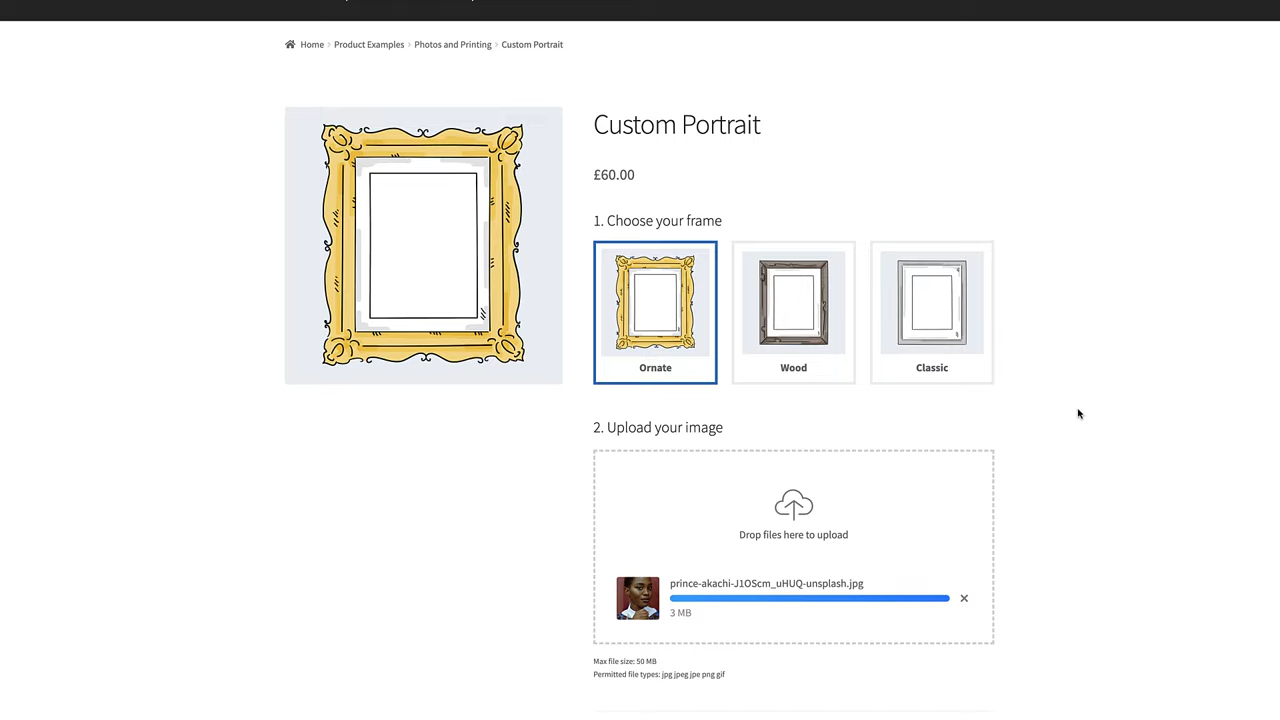 Home > Product Examples > Photos and Printing > Custom Portrait
Custom Portrait
£60.00
1. Choose your frame
Ornate
Wood
Classic
2. Upload your image
Drop files here to upload
prince-akachi-J1OScm_uHUQ-unsplash.jpg
3 MB
Max file size: 50 MB
Permitted file types: jpg jpeg jpe png gif